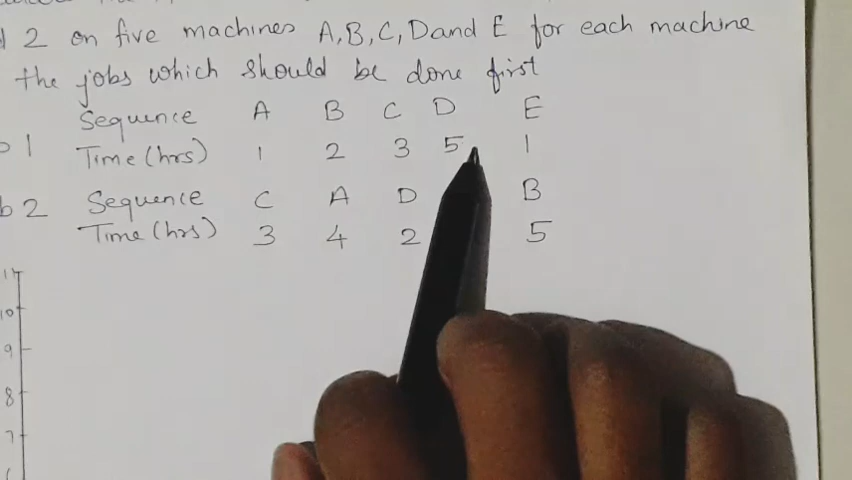 2 on five machines A, B, C, D and E for each machine
the jobs which should be done first
Sequence A B C D E
1 Time (hrs) 1 2 3 5 1
b 2 Sequence C A D B
Time (hrs) 3 4 2 5
11
10
9
8
7